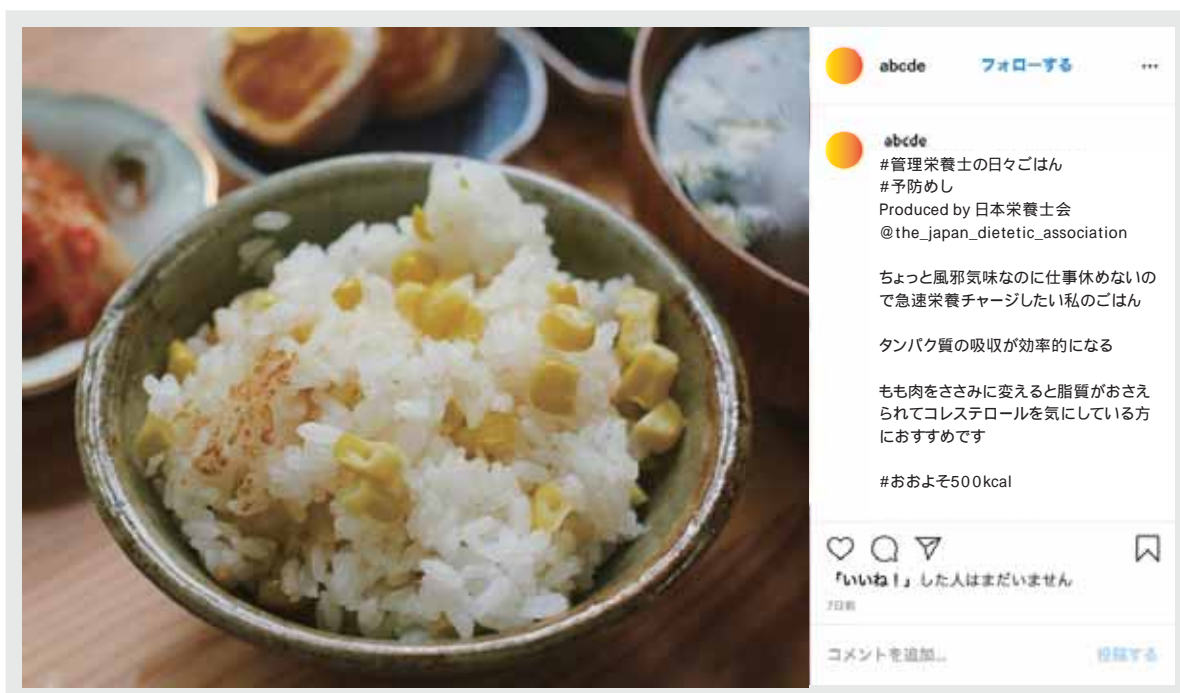 abcde
フォローする
abcde
#管理栄養士の日々ごはん
#予防めし
Produced by 日本栄養士会
@the_japan_dietetic_association
ちょっと風邪気味なのに仕事休めないの
で急速栄養チャージしたい私のごはん
タンパク質の吸収が効率的になる
もも肉をささみに変えると脂質がおさえ
られてコレステロールを気にしている方
におすすめです
#おおよそ500kcal
「いいね！」した人はまだいません
7日前
コメントを追加...
投稿する